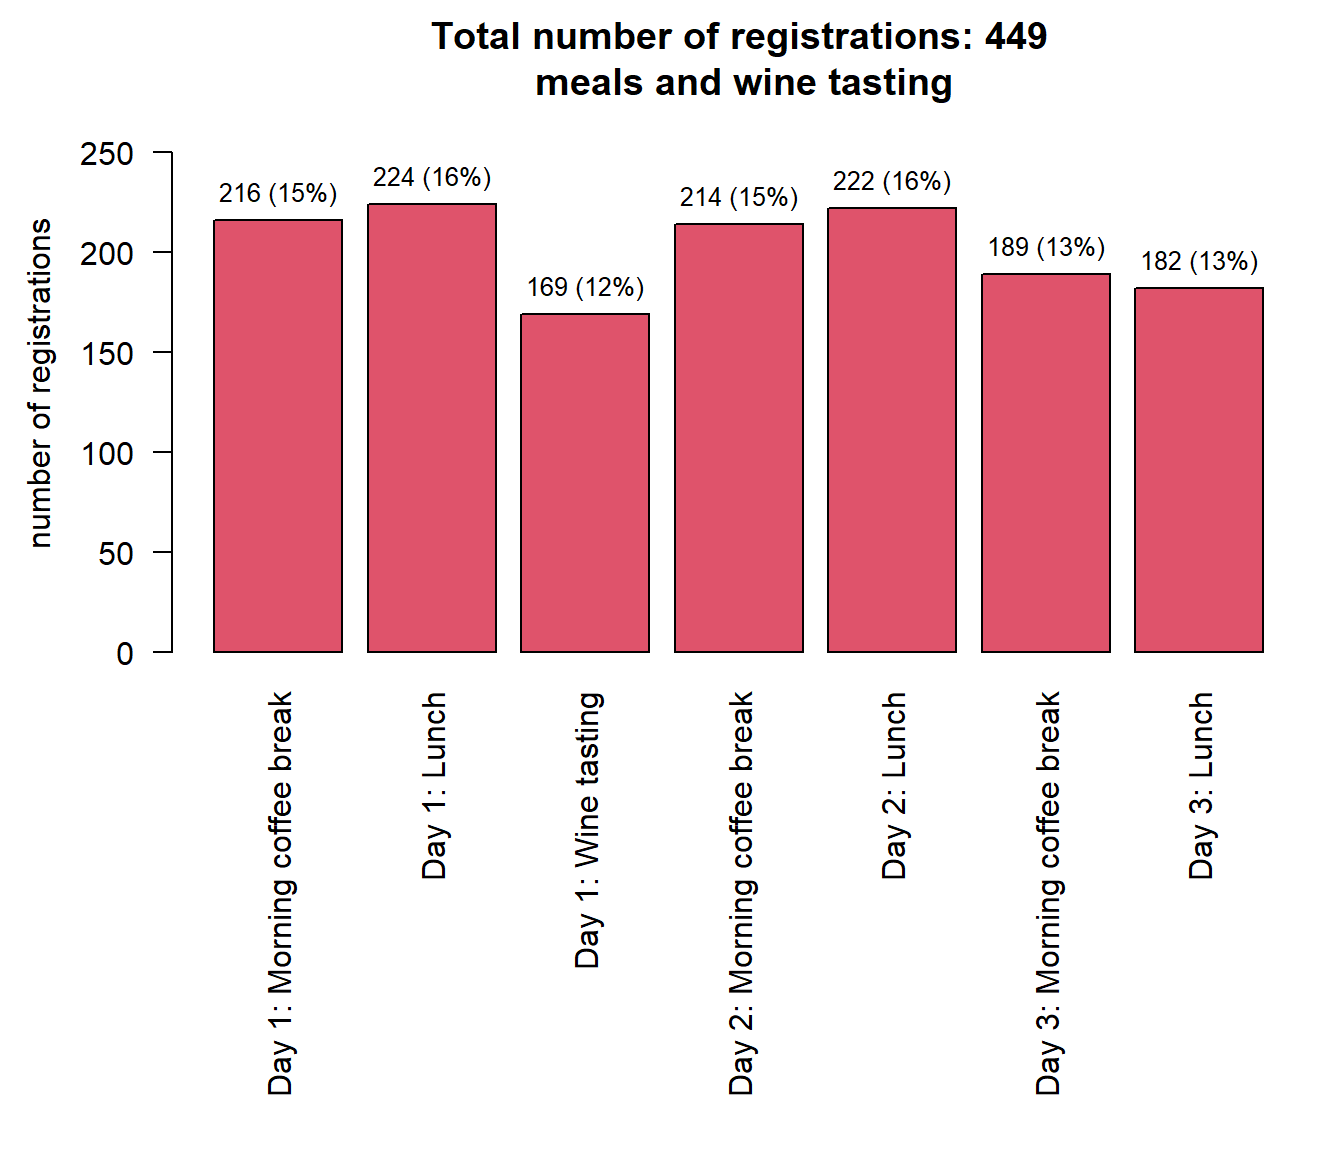 Total number of registrations: 449
meals and wine tasting
number of registrations
250
200
150
100
50
0
216 (15%)
224 (16%)
169 (12%)
214 (15%)
222 (16%)
189 (13%)
182 (13%)
Day 1: Morning coffee break
Day 1: Lunch
Day 1: Wine tasting
Day 2: Morning coffee break
Day 2: Lunch
Day 3: Morning coffee break
Day 3: Lunch